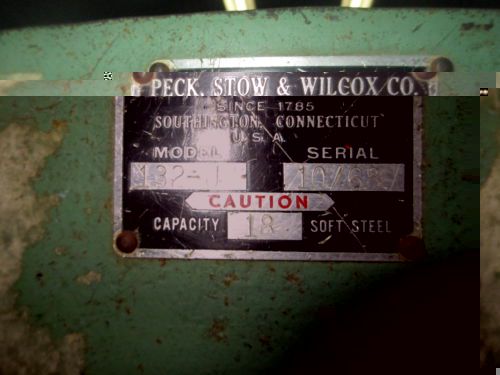 PECK, STOW & WILCOX CO.
SINCE 1785
SOUTHINGTON, CONNECTICUT
U.S.A.
MODEL SERIAL
CAUTION
CAPACITY 18 SOFT STEEL